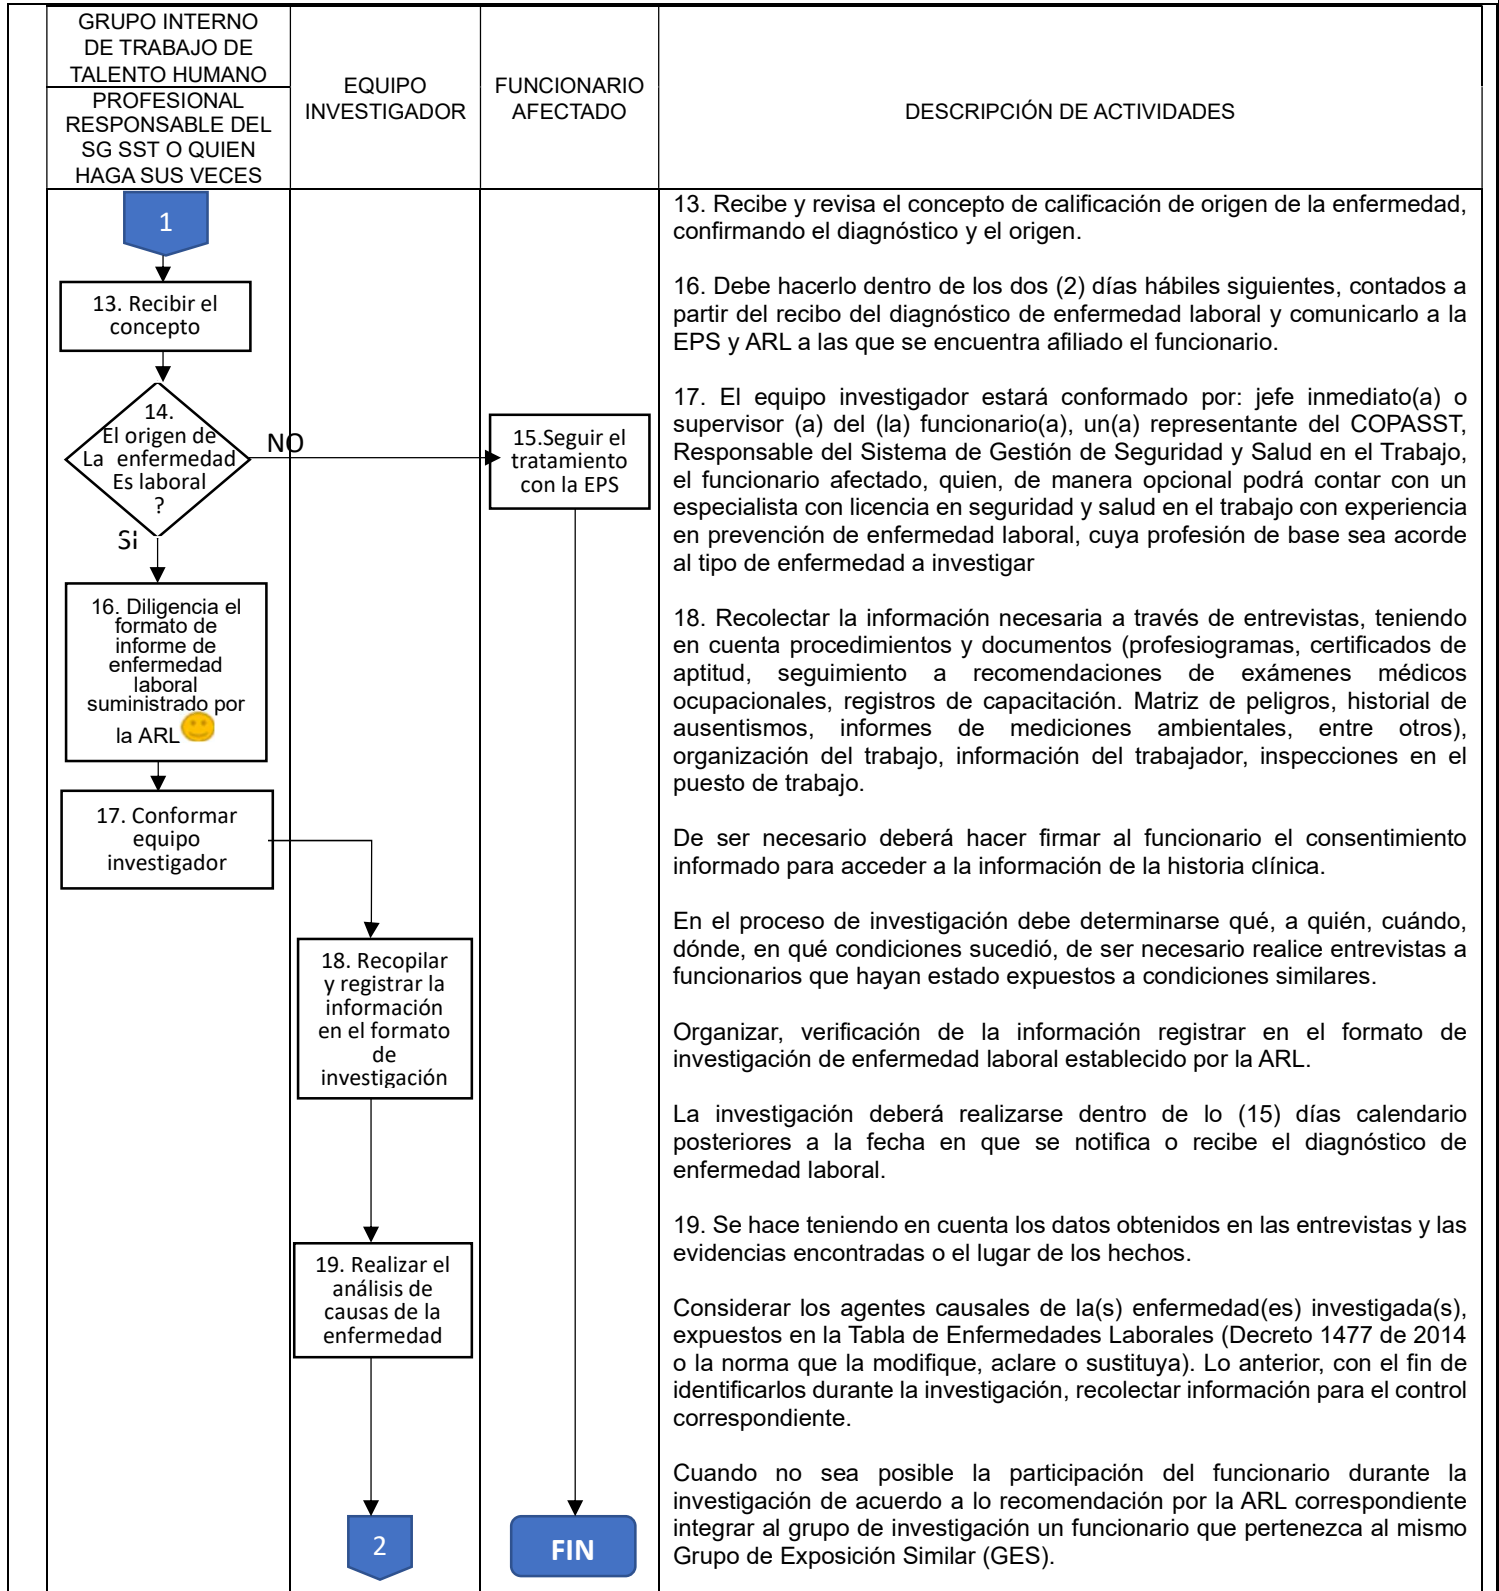 GRUPO INTERNO
DE TRABAJO DE
TALENTO HUMANO
PROFESIONAL
RESPONSABLE DEL
SG SST O QUIEN
HAGA SUS VECES
EQUIPO
INVESTIGADOR
FUNCIONARIO
AFECTADO
DESCRIPCIÓN DE ACTIVIDADES
1
13. Recibir el
concepto
14.
El origen de
La enfermedad
Es laboral
?
NO
SI
15.Seguir el
tratamiento
con la EPS
16. Diligencia el
formato de
informe de
enfermedad
laboral
suministrado por
la ARL
17. Conformar
equipo
investigador
18. Recopilar
y registrar la
información
en el formato
de
investigación
19. Realizar el
análisis de
causas de la
enfermedad
2
FIN
13. Recibe y revisa el concepto de calificación de origen de la enfermedad,
confirmando el diagnóstico y el origen.
16. Debe hacerlo dentro de los dos (2) días hábiles siguientes, contados a
partir del recibo del diagnóstico de enfermedad laboral y comunicarlo a la
EPS y ARL a las que se encuentra afiliado el funcionario.
17. El equipo investigador estará conformado por: jefe inmediato(a) o
supervisor (a) del (la) funcionario(a), un(a) representante del COPASST,
Responsable del Sistema de Gestión de Seguridad y Salud en el Trabajo,
el funcionario afectado, quien, de manera opcional podrá contar con un
especialista con licencia en seguridad y salud en el trabajo con experiencia
en prevención de enfermedad laboral, cuya profesión de base sea acorde
al tipo de enfermedad a investigar
18. Recolectar la información necesaria a través de entrevistas, teniendo
en cuenta procedimientos y documentos (profesiogramas, certificados de
aptitud, seguimiento a recomendaciones de exámenes médicos
ocupacionales, registros de capacitación. Matriz de peligros, historial de
ausentismos, informes de mediciones ambientales, entre otros),
organización del trabajo, información del trabajador, inspecciones en el
puesto de trabajo.
De ser necesario deberá hacer firmar al funcionario el consentimiento
informado para acceder a la información de la historia clínica.
En el proceso de investigación debe determinarse qué, a quién, cuándo,
dónde, en qué condiciones sucedió, de ser necesario realice entrevistas a
funcionarios que hayan estado expuestos a condiciones similares.
Organizar, verificación de la información registrar en el formato de
investigación de enfermedad laboral establecido por la ARL.
La investigación deberá realizarse dentro de lo (15) días calendario
posteriores a la fecha en que se notifica o recibe el diagnóstico de
enfermedad laboral.
19. Se hace teniendo en cuenta los datos obtenidos en las entrevistas y las
evidencias encontradas o el lugar de los hechos.
Considerar los agentes causales de la(s) enfermedad(es) investigada(s),
expuestos en la Tabla de Enfermedades Laborales (Decreto 1477 de 2014
o la norma que la modifique, aclare o sustituya). Lo anterior, con el fin de
identificarlos durante la investigación, recolectar información para el control
correspondiente.
Cuando no sea posible la participación del funcionario durante la
investigación de acuerdo a lo recomendación por la ARL correspondiente
integrar al grupo de investigación un funcionario que pertenezca al mismo
Grupo de Exposición Similar (GES).